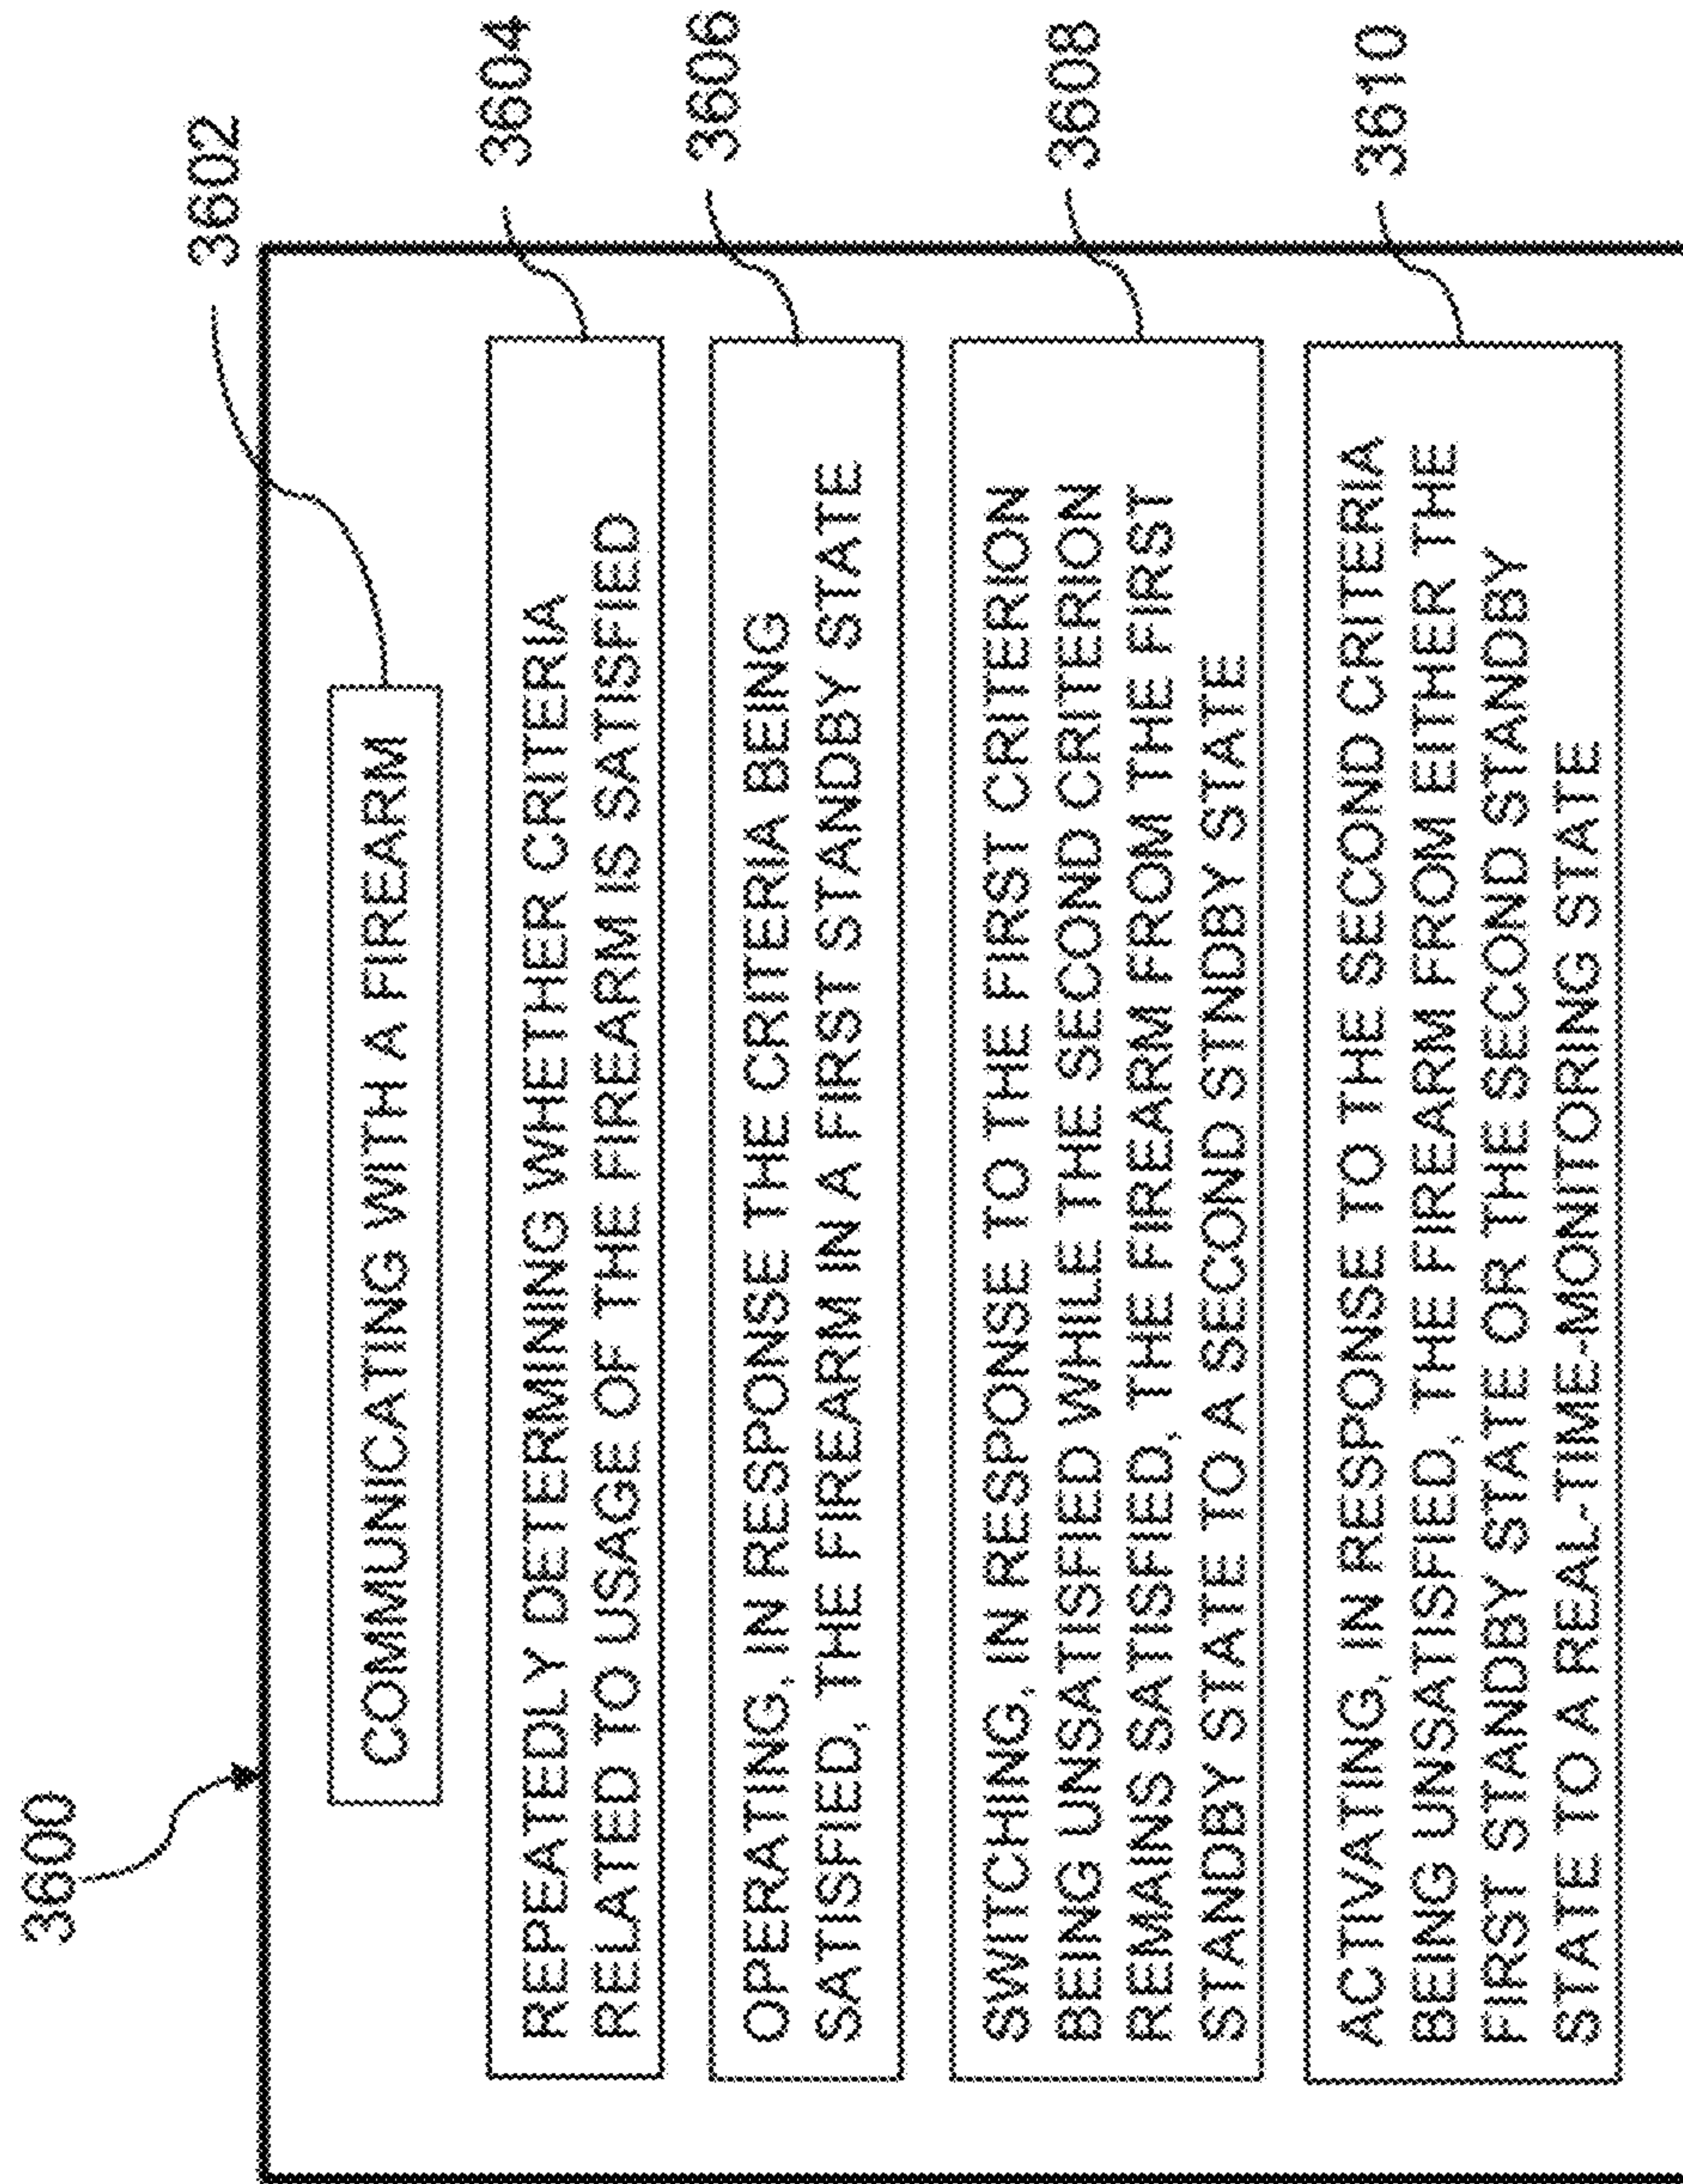 3600
3602
COMMUNICATING WITH A FIREARM
3604
REPEATEDLY DETERMINING WHETHER CRITERIA
RELATED TO USAGE OF THE FIREARM IS SATISFIED
3606
OPERATING, IN RESPONSE THE CRITERIA BEING
SATISFIED, THE FIREARM IN A FIRST STANDBY STATE
3608
SWITCHING, IN RESPONSE TO THE FIRST CRITERION
BEING UNSATISFIED WHILE THE SECOND CRITERION
REMAINS SATISFIED, THE FIREARM FROM THE FIRST
STANDBY STATE TO A SECOND STNDBY STATE
3610
ACTIVATING, IN RESPONSE TO THE SECOND CRITERIA
BEING UNSATISFIED, THE FIREARM FROM EITHER THE
FIRST STANDBY STATE OR THE SECOND STANDBY
STATE TO A REAL-TIME-MONITORING STATE